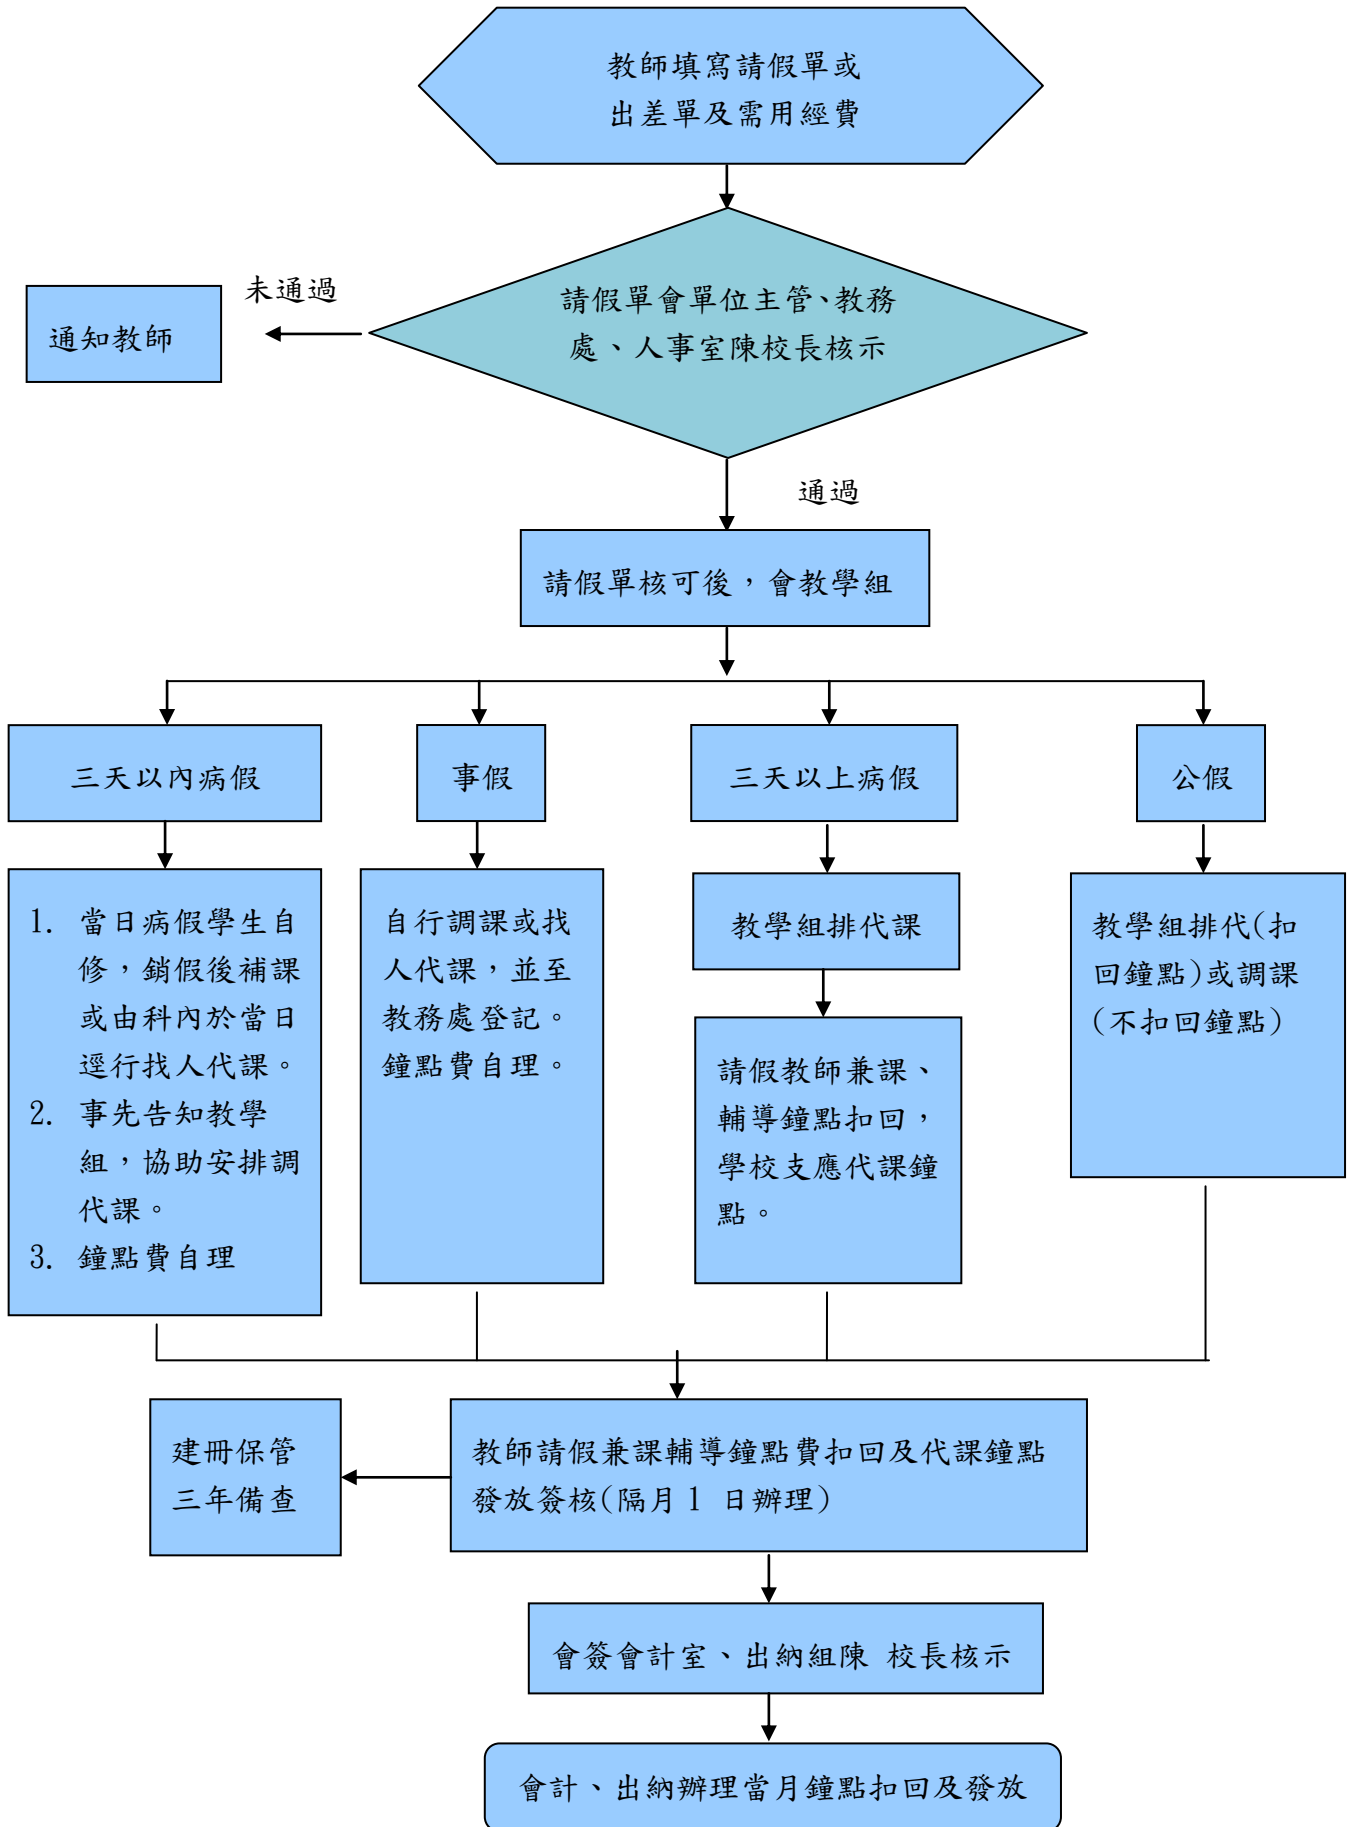 教師填寫請假單或
出差單及需用經費
未通過
通知教師
請假單會單位主管、教務
處、人事室陳校長核示
通過
請假單核可後，會教學組
三天以內病假
事假
三天以上病假
公假
1. 當日病假學生自
修，銷假後補課
或由科內於當日
逕行找人代課。
2. 事先告知教學
組，協助安排調
代課。
3. 鐘點費自理
自行調課或找
人代課，並至
教務處登記。
鐘點費自理。
教學組排代課
請假教師兼課、
輔導鐘點扣回，
學校支應代課鐘
點。
教學組排代(扣
回鐘點)或調課
(不扣回鐘點)
建冊保管
三年備查
教師請假兼課輔導鐘點費扣回及代課鐘點
發放簽核(隔月1 日辦理)
會簽會計室、出納組陳 校長核示
會計、出納辦理當月鐘點扣回及發放